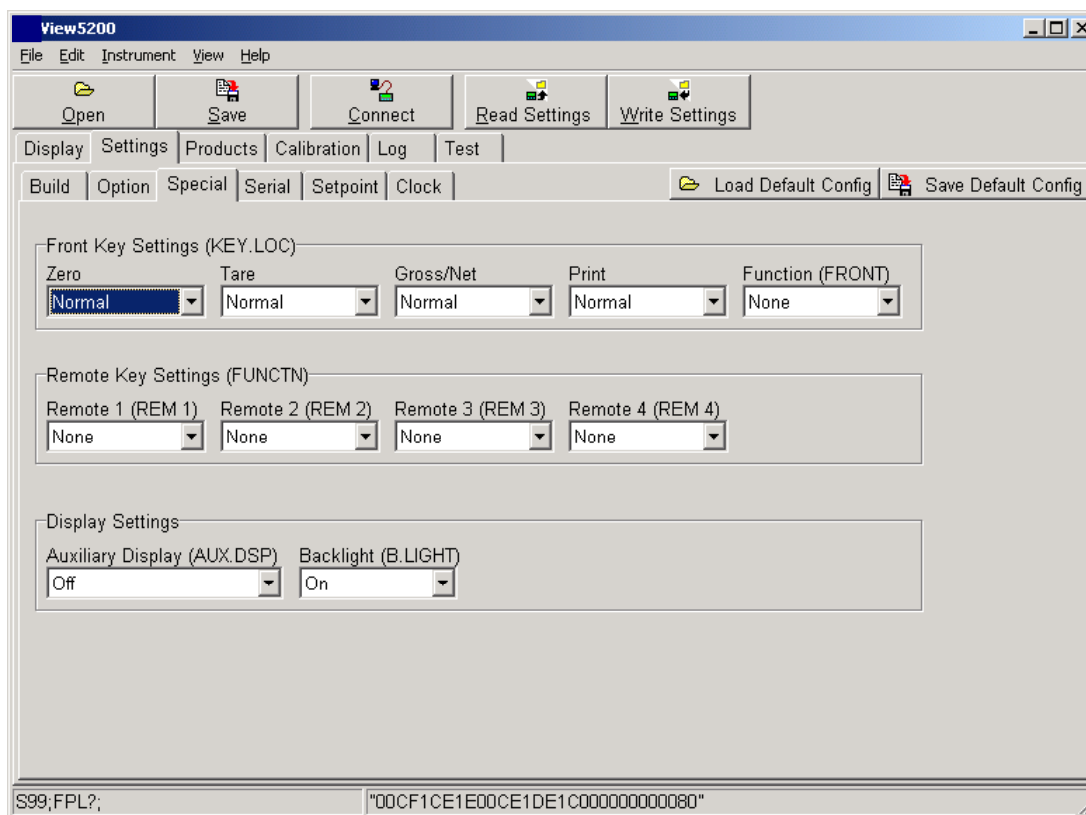 View5200
File Edit Instrument View Help
Open Save Connect Read Settings Write Settings
Display Settings Products Calibration Log Test
Build Option Special Serial Setpoint Clock Load Default Config Save Default Config
Front Key Settings (KEY.LOC)
Zero Tare Gross/Net Print Function (FRONT)
Normal Normal Normal Normal None
Remote Key Settings (FUNCTN)
Remote 1 (REM 1) Remote 2 (REM 2) Remote 3 (REM 3) Remote 4 (REM 4)
None None None None
Display Settings
Auxiliary Display (AUX.DSP) Backlight (B.LIGHT)
Off On
S99;FPL?; "00CF1CE1E00CE1DE1C000000000080"